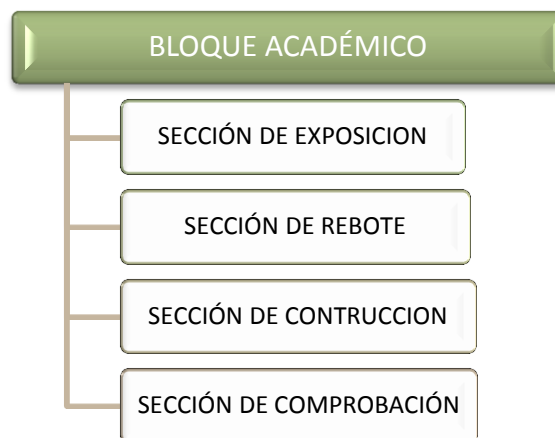 BLOQUE ACADÉMICO
SECCIÓN DE EXPOSICION
SECCIÓN DE REBOTE
SECCIÓN DE CONTRUCCION
SECCIÓN DE COMPROBACIÓN